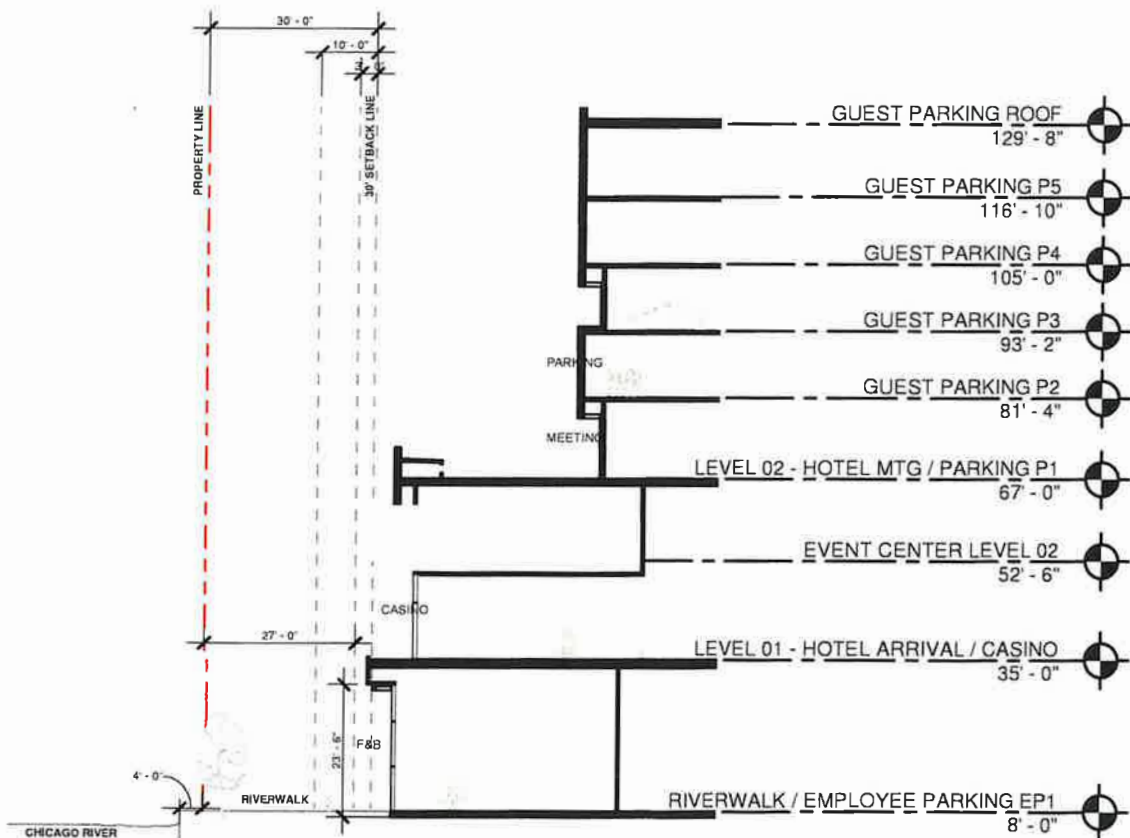 30' - 0"
10' - 0"
3' - 0"
PROPERTY LINE
30' SETBACK LINE
GUEST PARKING ROOF
129' - 8"
GUEST PARKING P5
116' - 10"
GUEST PARKING P4
105' - 0"
GUEST PARKING P3
93' - 2"
PARKING
GUEST PARKING P2
81' - 4"
MEETING
LEVEL 02 - HOTEL MTG / PARKING P1
67' - 0"
EVENT CENTER LEVEL 02
52' - 6"
CASINO
27' - 0"
LEVEL 01 - HOTEL ARRIVAL / CASINO
35' - 0"
23' - 6"
F&B
4' - 0"
RIVERWALK
RIVERWALK / EMPLOYEE PARKING EP1
8' - 0"
CHICAGO RIVER